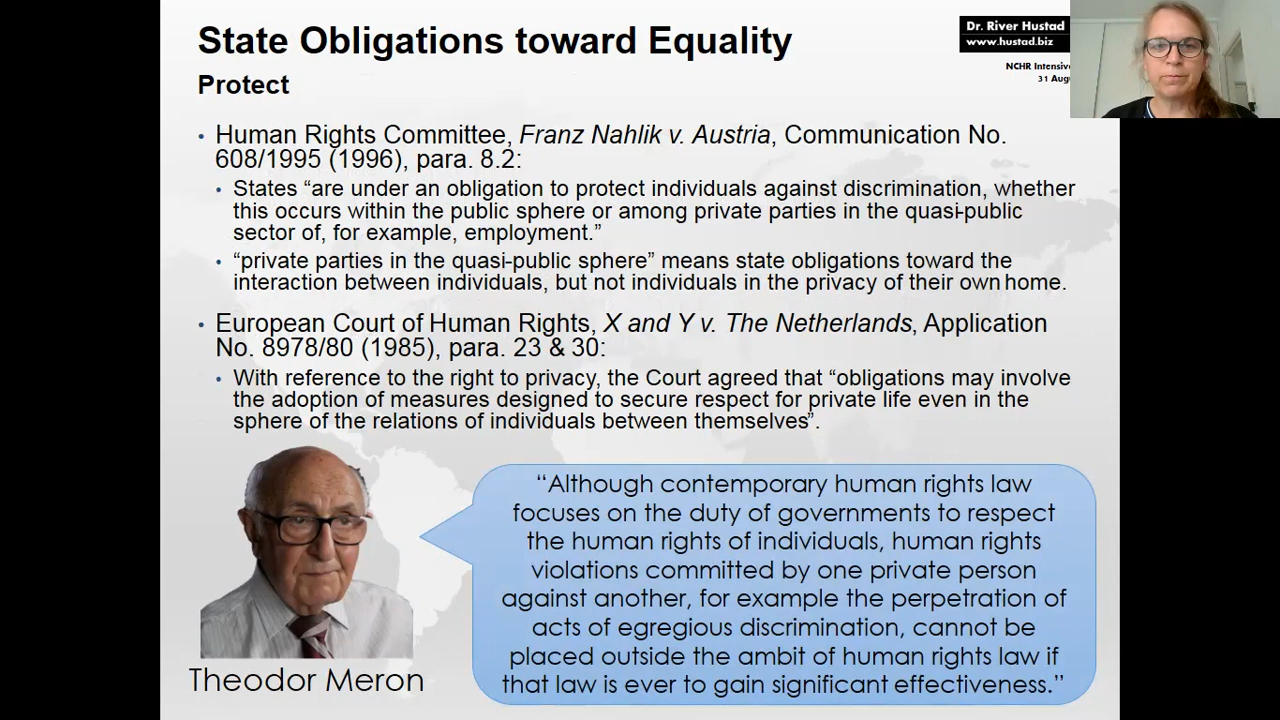 State Obligations toward Equality
Protect
Dr. River Hustad
www.hustad.biz
NCHR Intensive
31
• Human Rights Committee, Franz Nahlik v. Austria, Communication No.
608/1995 (1996), para. 8.2:
• States “are under an obligation to protect individuals against discrimination, whether
this occurs within the public sphere or among private parties in the quasi-public
sector of, for example, employment.”
• “private parties in the quasi-public sphere” means state obligations toward the
interaction between individuals, but not individuals in the privacy of their own home.
• European Court of Human Rights, X and Y v. The Netherlands, Application
No. 8978/80 (1985), para. 23 & 30:
• With reference to the right to privacy, the Court agreed that “obligations may involve
the adoption of measures designed to secure respect for private life even in the
sphere of the relations of individuals between themselves”.
“Although contemporary human rights law
focuses on the duty of governments to respect
the human rights of individuals, human rights
violations committed by one private person
against another, for example the perpetration of
acts of egregious discrimination, cannot be
placed outside the ambit of human rights law if
that law is ever to gain significant effectiveness.”
Theodor Meron